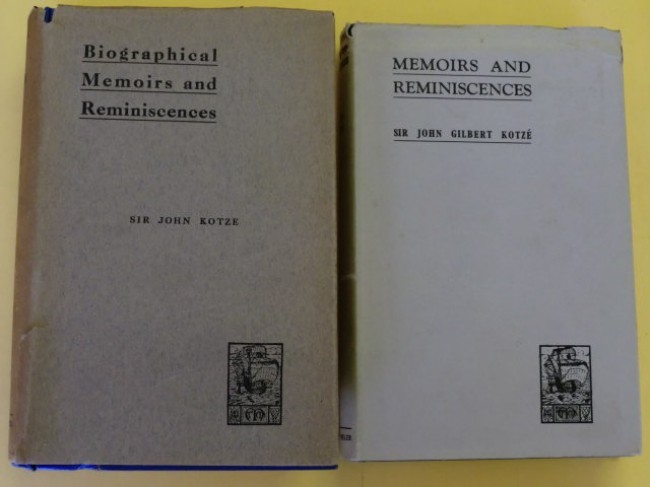 Biographical
Memoirs and
Reminiscences
SIR JOHN KOTZE
MEMOIRS AND
REMINISCENCES
SIR JOHN GILBERT KOTZÉ